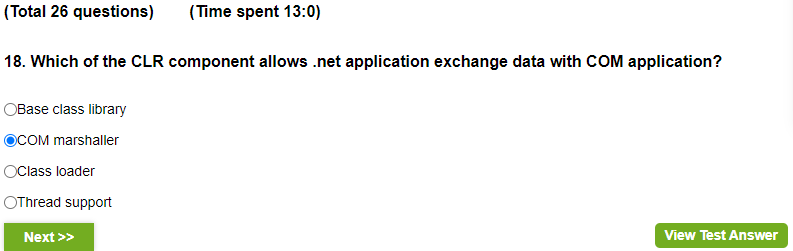 (Total 26 questions) (Time spent 13:0)
18. Which of the CLR component allows .net application exchange data with COM application?
Base class library
COM marshaller
Class loader
Thread support
Next >> View Test Answer